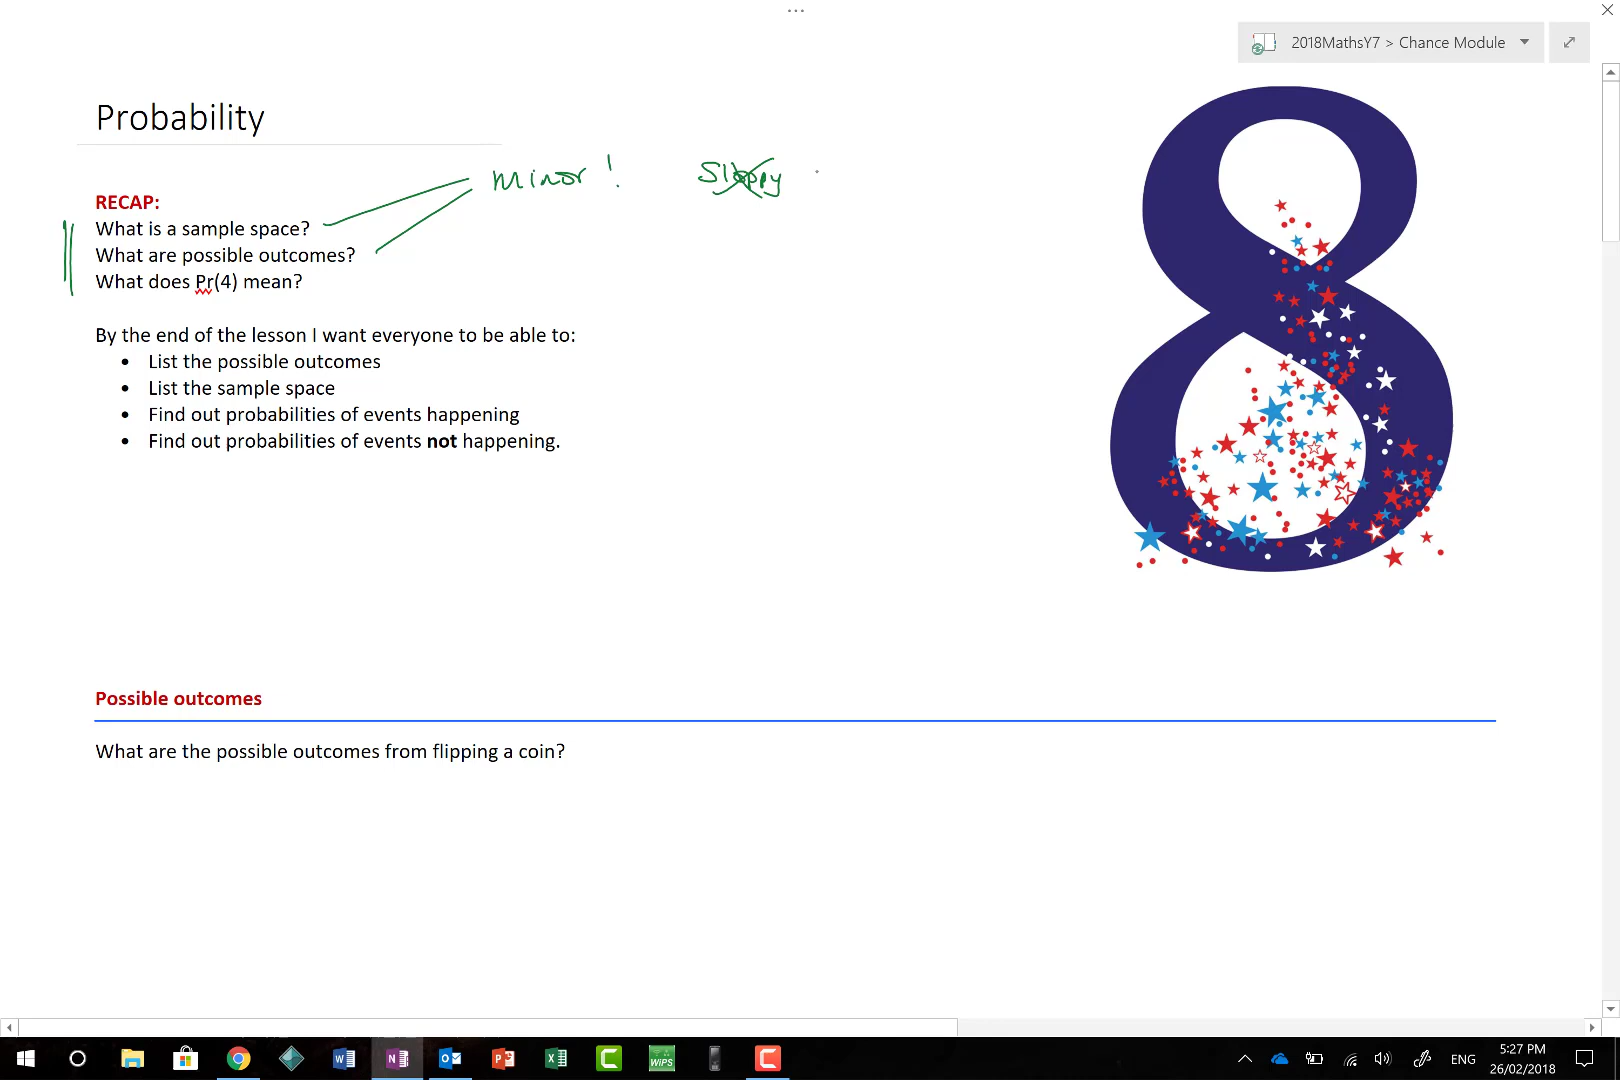 2018MathsY7 > Chance Module
Probability
minor !
Sloppy
RECAP:
What is a sample space?
What are possible outcomes?
What does Pr(4) mean?
By the end of the lesson I want everyone to be able to:
• List the possible outcomes
• List the sample space
• Find out probabilities of events happening
• Find out probabilities of events not happening.
8
Possible outcomes
What are the possible outcomes from flipping a coin?
WiPS
ENG
5:27 PM
26/02/2018